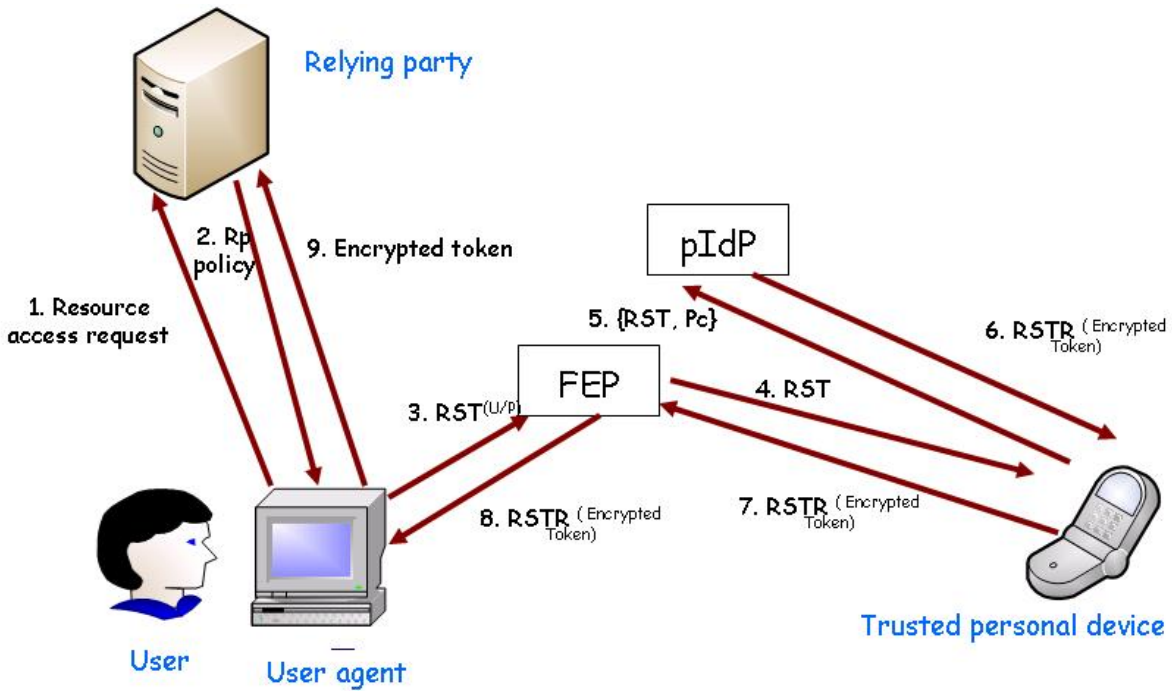 Relying party
2. Rp
policy
9. Encrypted token
pIdP
1. Resource
access request
5. {RST, Pc}
6. RSTR (Encrypted
Token)
FEP
4. RST
3. RST(U/P)
8. RSTR (Encrypted
Token)
7. RSTR (Encrypted
Token)
Trusted personal device
User
User agent